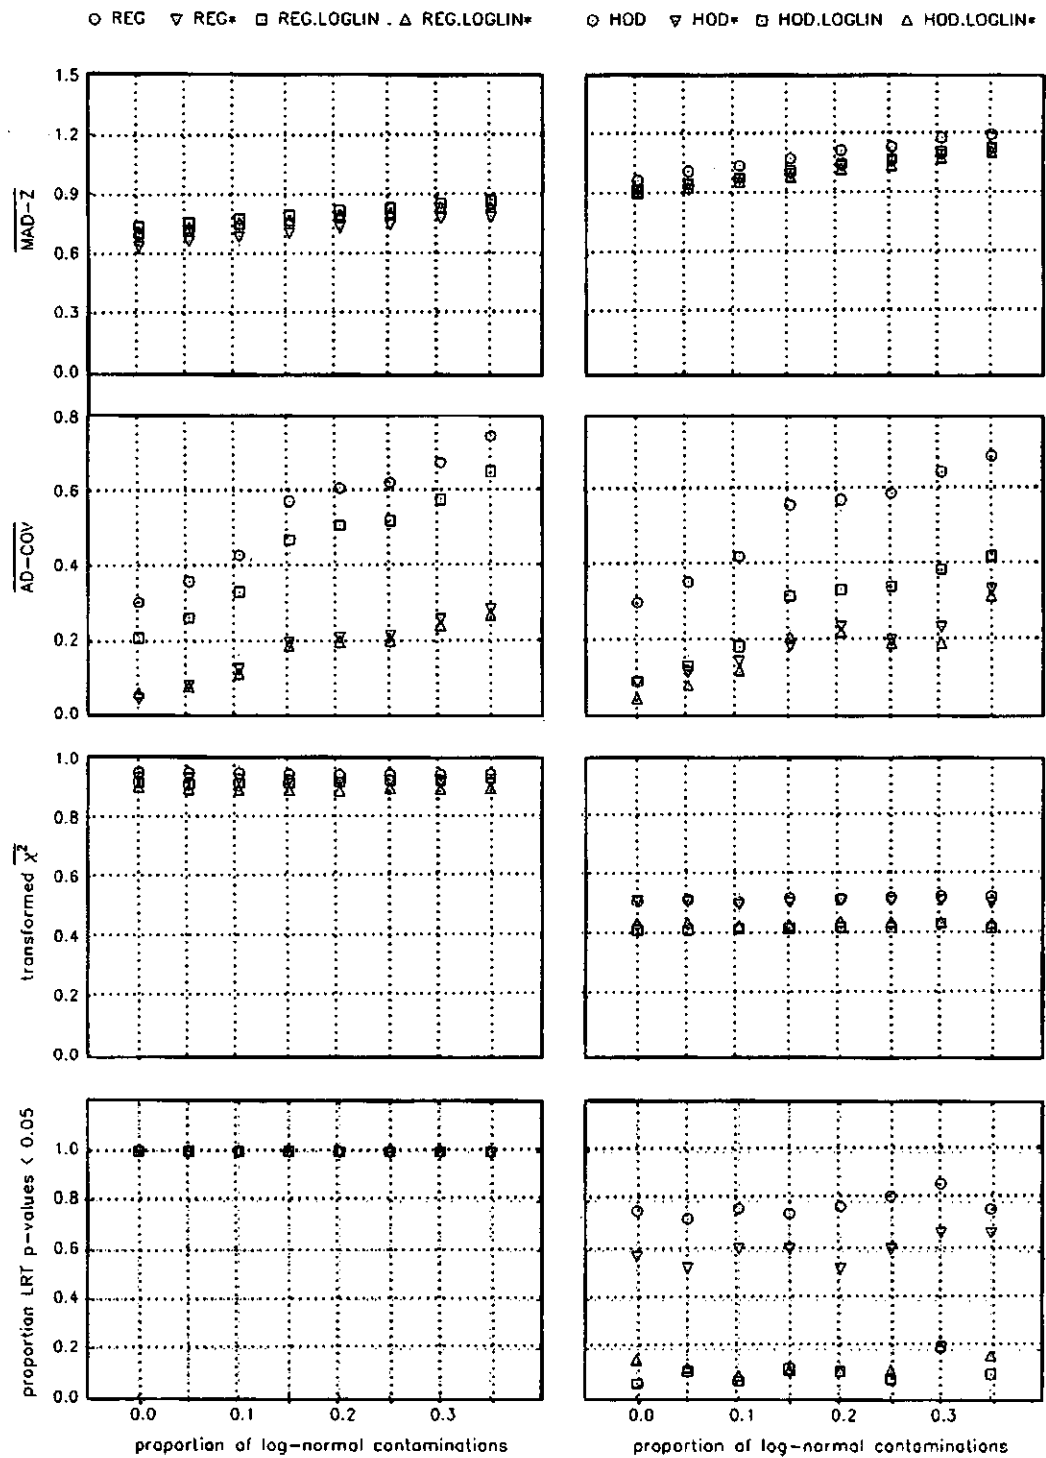 ○ REG ▽ REG* □ REG.LOGLIN . △ REG.LOGLIN*
○ HOD ▽ HOD* □ HOD.LOGLIN △ HOD.LOGLIN*
MAD-Z
1.5
1.2
0.9
0.6
0.3
0.0
AD-COV
0.8
0.6
0.4
0.2
0.0
transformed χ²
1.0
0.8
0.6
0.4
0.2
0.0
proportion LRT p-values < 0.05
1.0
0.8
0.6
0.4
0.2
0.0
0.0 0.1 0.2 0.3
proportion of log-normal contaminations
0.0 0.1 0.2 0.3
proportion of log-normal contaminations